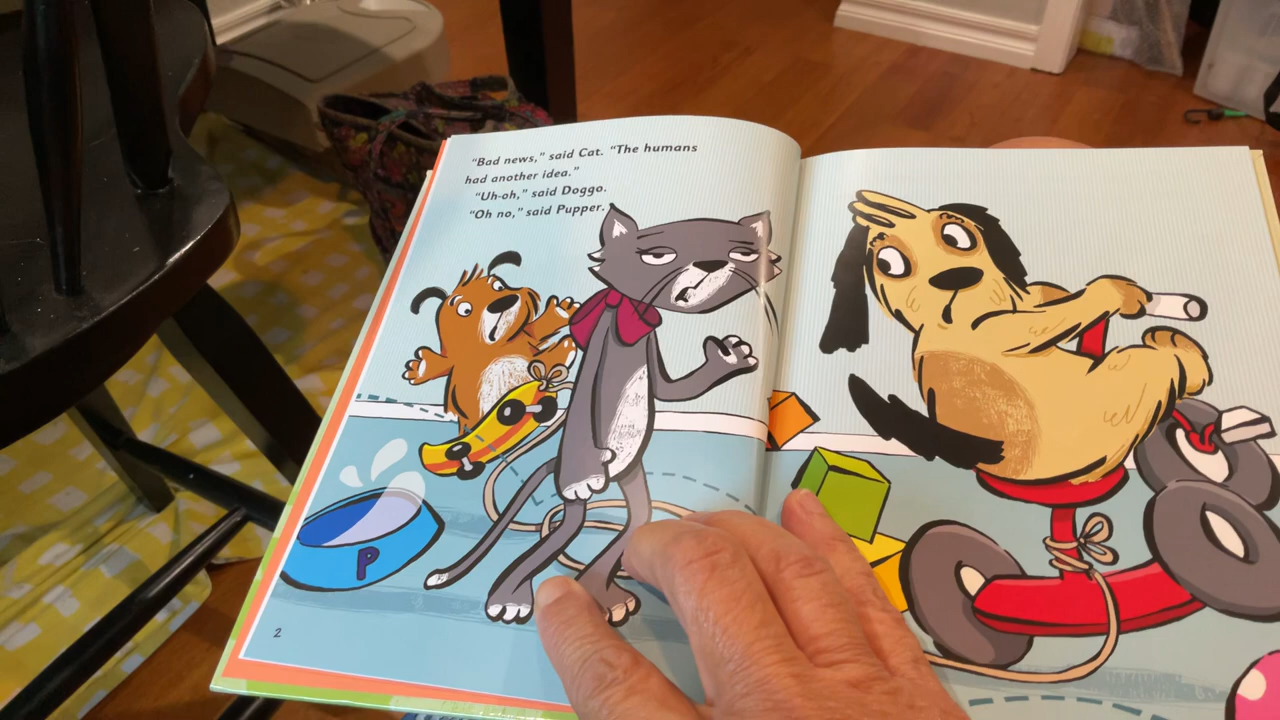 "Bad news," said Cat. "The humans
had another idea."
"Uh-oh," said Doggo.
"Oh no," said Pupper.
P
2